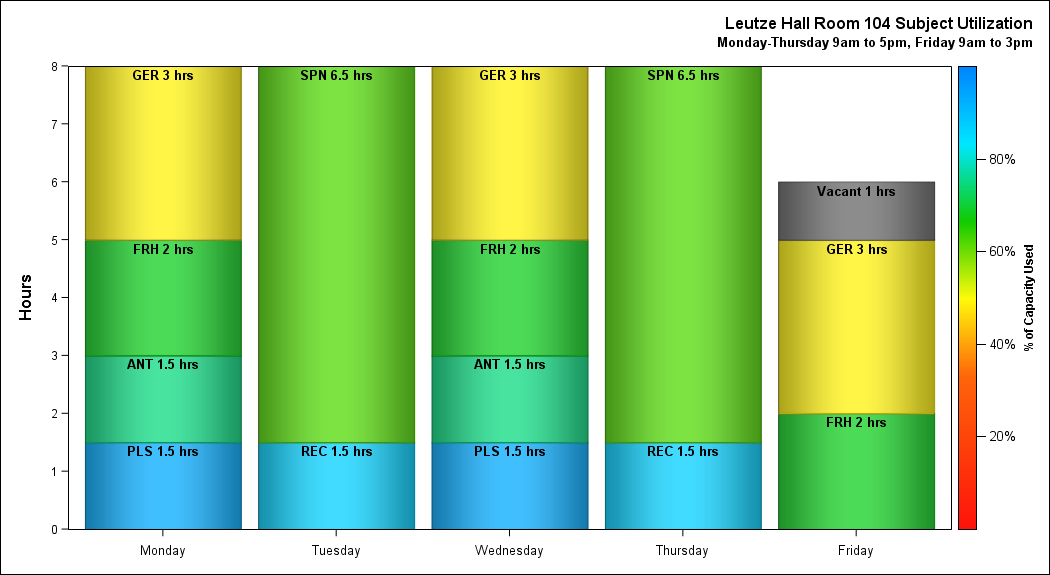 Leutze Hall Room 104 Subject Utilization
Monday-Thursday 9am to 5pm, Friday 9am to 3pm
Hours
8
7
6
5
4
3
2
1
0
GER 3 hrs
FRH 2 hrs
ANT 1.5 hrs
PLS 1.5 hrs
SPN 6.5 hrs
REC 1.5 hrs
GER 3 hrs
FRH 2 hrs
ANT 1.5 hrs
PLS 1.5 hrs
SPN 6.5 hrs
REC 1.5 hrs
Vacant 1 hrs
GER 3 hrs
FRH 2 hrs
Monday
Tuesday
Wednesday
Thursday
Friday
80%
60%
40%
20%
% of Capacity Used